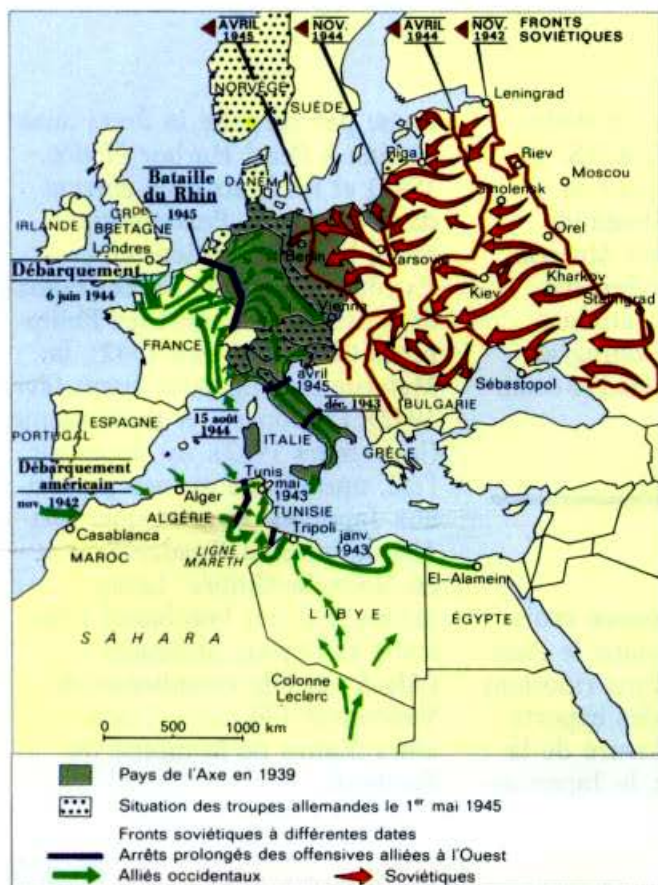 AVRIL
1945
NOV.
1944
AVRIL
1944
NOV.
1942
FRONTS
SOVIÉTIQUES
NORVÈGE
SUÈDE
Leningrad
Riga
Riev
Moscou
Smolensk
DANEM.
Bataille
du Rhin
1945
IRLANDE
GRDE
BRETAGNE
Londres
Orel
Berlin
Varsovie
Kharkov
Kiev
Stalingrad
Débarquement
6 juin 1944
Vienne
FRANCE
avril
1945
Sébastopol
déc. 1943
BULGARIE
ESPAGNE
PORTUGAL
15 août
1944
ITALIE
GRÈCE
Débarquement
américain
nov. 1942
Tunis
mai
1943
Alger
TUNISIE
ALGÉRIE
Tripoli
janv.
1943
Casablanca
MAROC
LIGNE
MARETH
El-Alamein
LIBYE
ÉGYPTE
SAHARA
Colonne
Leclerc
0 500 1000 km
Pays de l'Axe en 1939
Situation des troupes allemandes le 1er mai 1945
Fronts soviétiques à différentes dates
Arrêts prolongés des offensives alliées à l'Ouest
Alliés occidentaux
Soviétiques